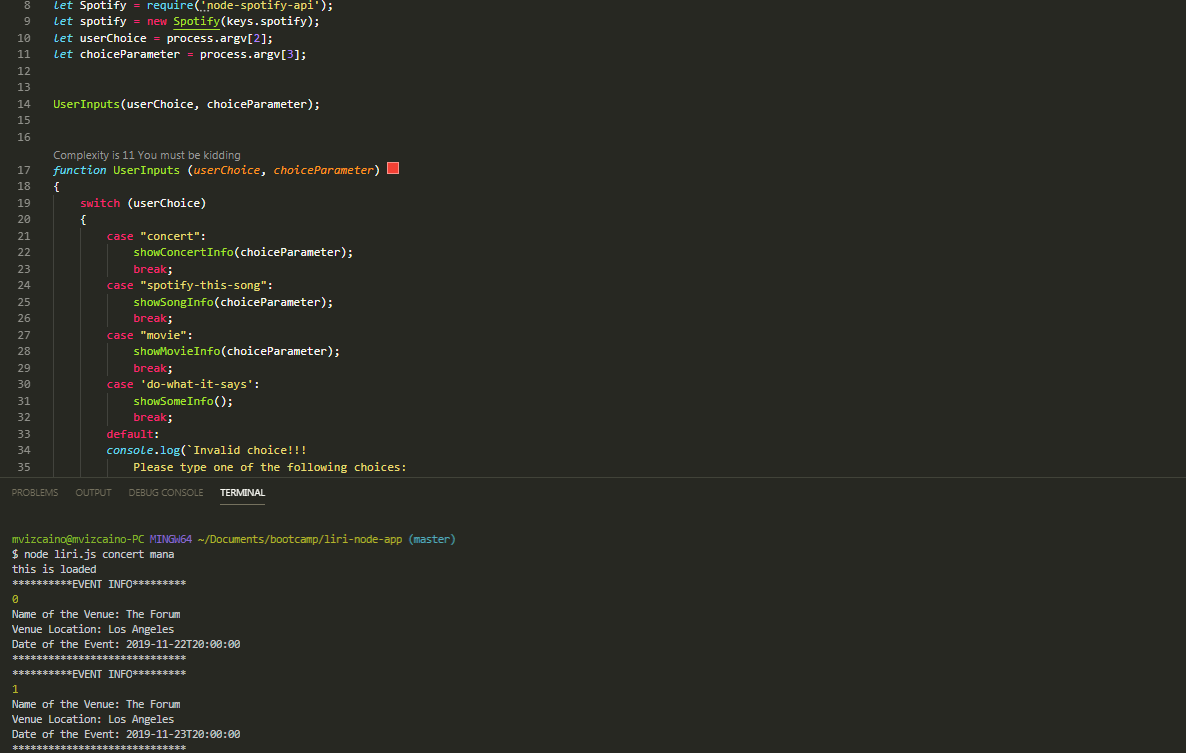 8 let Spotify = require('node-spotify-api');
9 let spotify = new Spotify(keys.spotify);
10 let userChoice = process.argv[2];
11 let choiceParameter = process.argv[3];
12
13
14 UserInputs(userChoice, choiceParameter);
15
16
Complexity is 11 You must be kidding
17 function UserInputs (userChoice, choiceParameter)
18 {
19 switch (userChoice)
20 {
21 case "concert":
22 showConcertInfo(choiceParameter);
23 break;
24 case "spotify-this-song":
25 showSongInfo(choiceParameter);
26 break;
27 case "movie":
28 showMovieInfo(choiceParameter);
29 break;
30 case 'do-what-it-says':
31 showSomeInfo();
32 break;
33 default:
34 console.log(`Invalid choice!!!
35 Please type one of the following choices:
PROBLEMS OUTPUT DEBUG CONSOLE TERMINAL
mvizcaino@mvizcaino-PC MINGW64 ~/Documents/bootcamp/liri-node-app (master)
$ node liri.js concert mana
this is loaded
**********EVENT INFO*********
0
Name of the Venue: The Forum
Venue Location: Los Angeles
Date of the Event: 2019-11-22T20:00:00
*****************************
**********EVENT INFO*********
1
Name of the Venue: The Forum
Venue Location: Los Angeles
Date of the Event: 2019-11-23T20:00:00
*****************************